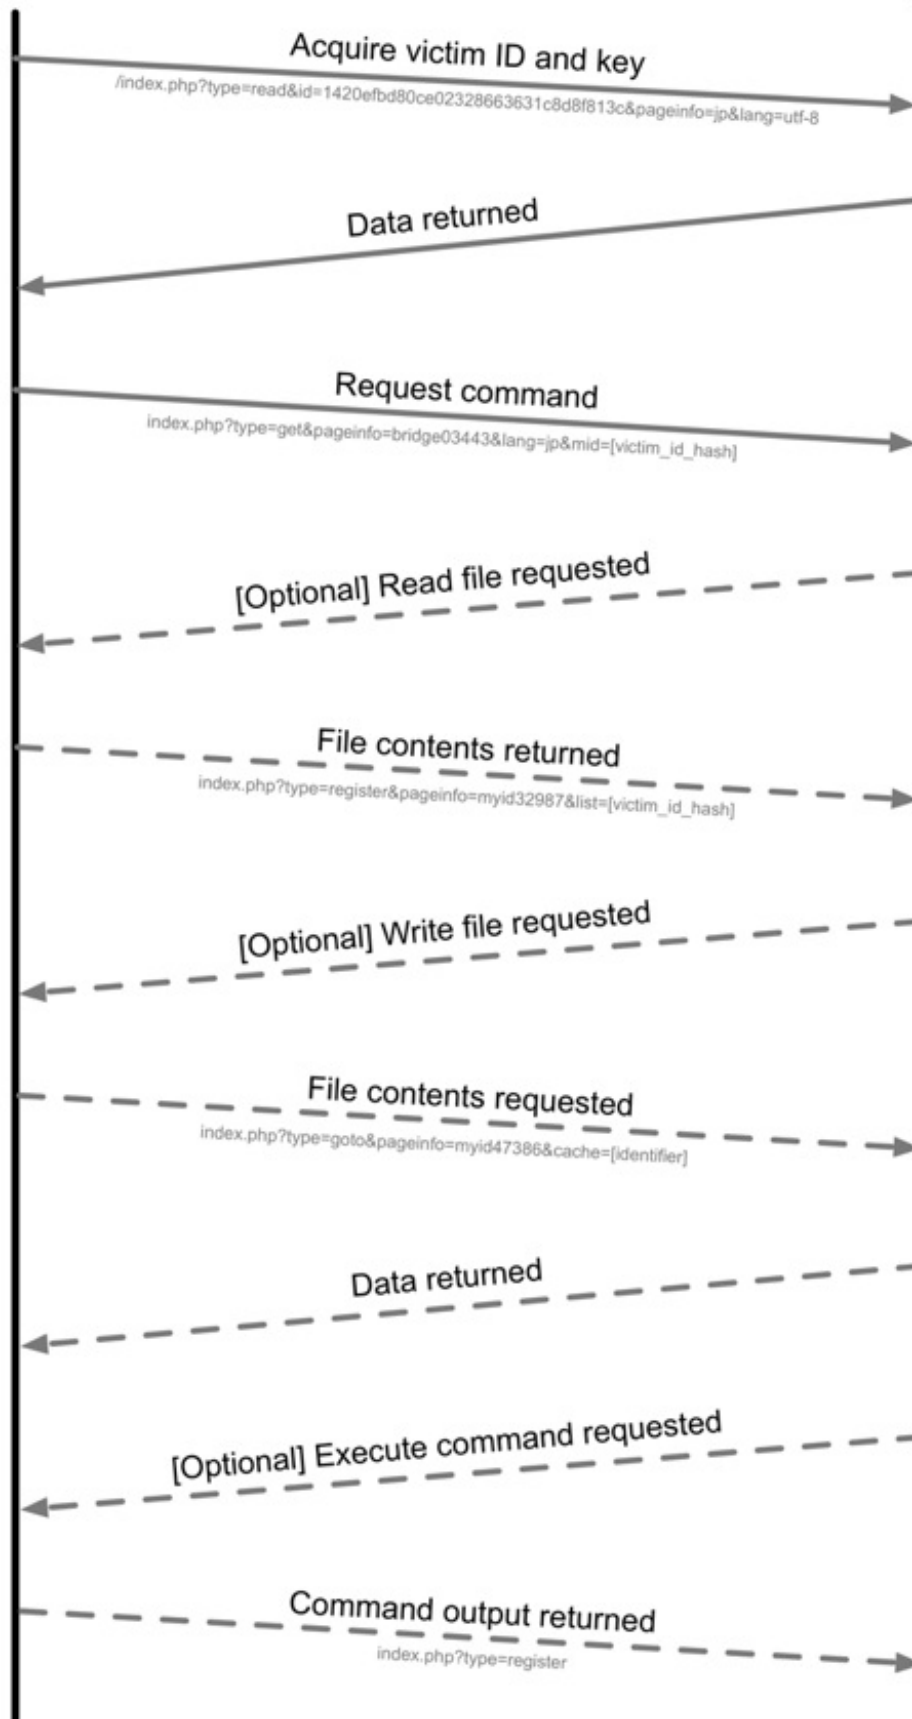 Acquire victim ID and key
/index.php?type=read&id=1420efbd80ce02328663631c8d8f813c&pageinfo=jp&lang=utf-8
Data returned
Request command
index.php?type=get&pageinfo=bridge03443&lang=jp&mid=[victim_id_hash]
[Optional] Read file requested
File contents returned
index.php?type=register&pageinfo=myid32987&list=[victim_id_hash]
[Optional] Write file requested
File contents requested
index.php?type=goto&pageinfo=myid47386&cache=[identifier]
Data returned
[Optional] Execute command requested
Command output returned
index.php?type=register